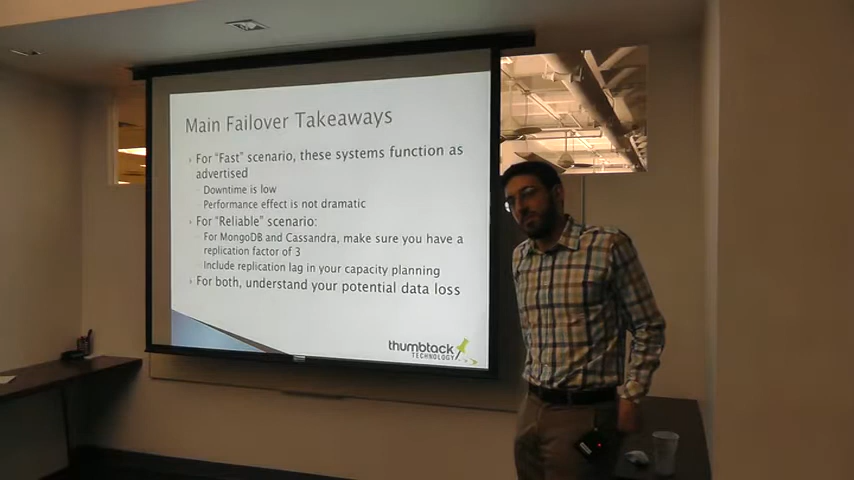 Main Failover Takeaways
For "Fast" scenario, these systems function as
advertised
Downtime is low
Performance effect is not dramatic
For "Reliable" scenario:
For MongoDB and Cassandra, make sure you have a
replication factor of 3
Include replication lag in your capacity planning
For both, understand your potential data loss
thumbtack
TECHNOLOGY